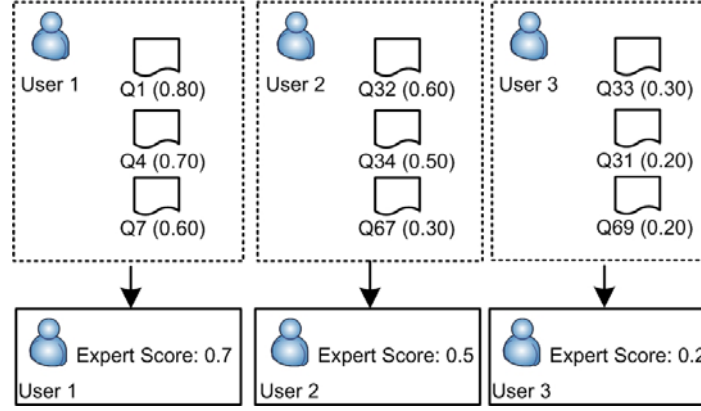 User 1
Q1 (0.80)
Q4 (0.70)
Q7 (0.60)
User 2
Q32 (0.60)
Q34 (0.50)
Q67 (0.30)
User 3
Q33 (0.30)
Q31 (0.20)
Q69 (0.20)
Expert Score: 0.7
User 1
Expert Score: 0.5
User 2
Expert Score: 0.2
User 3